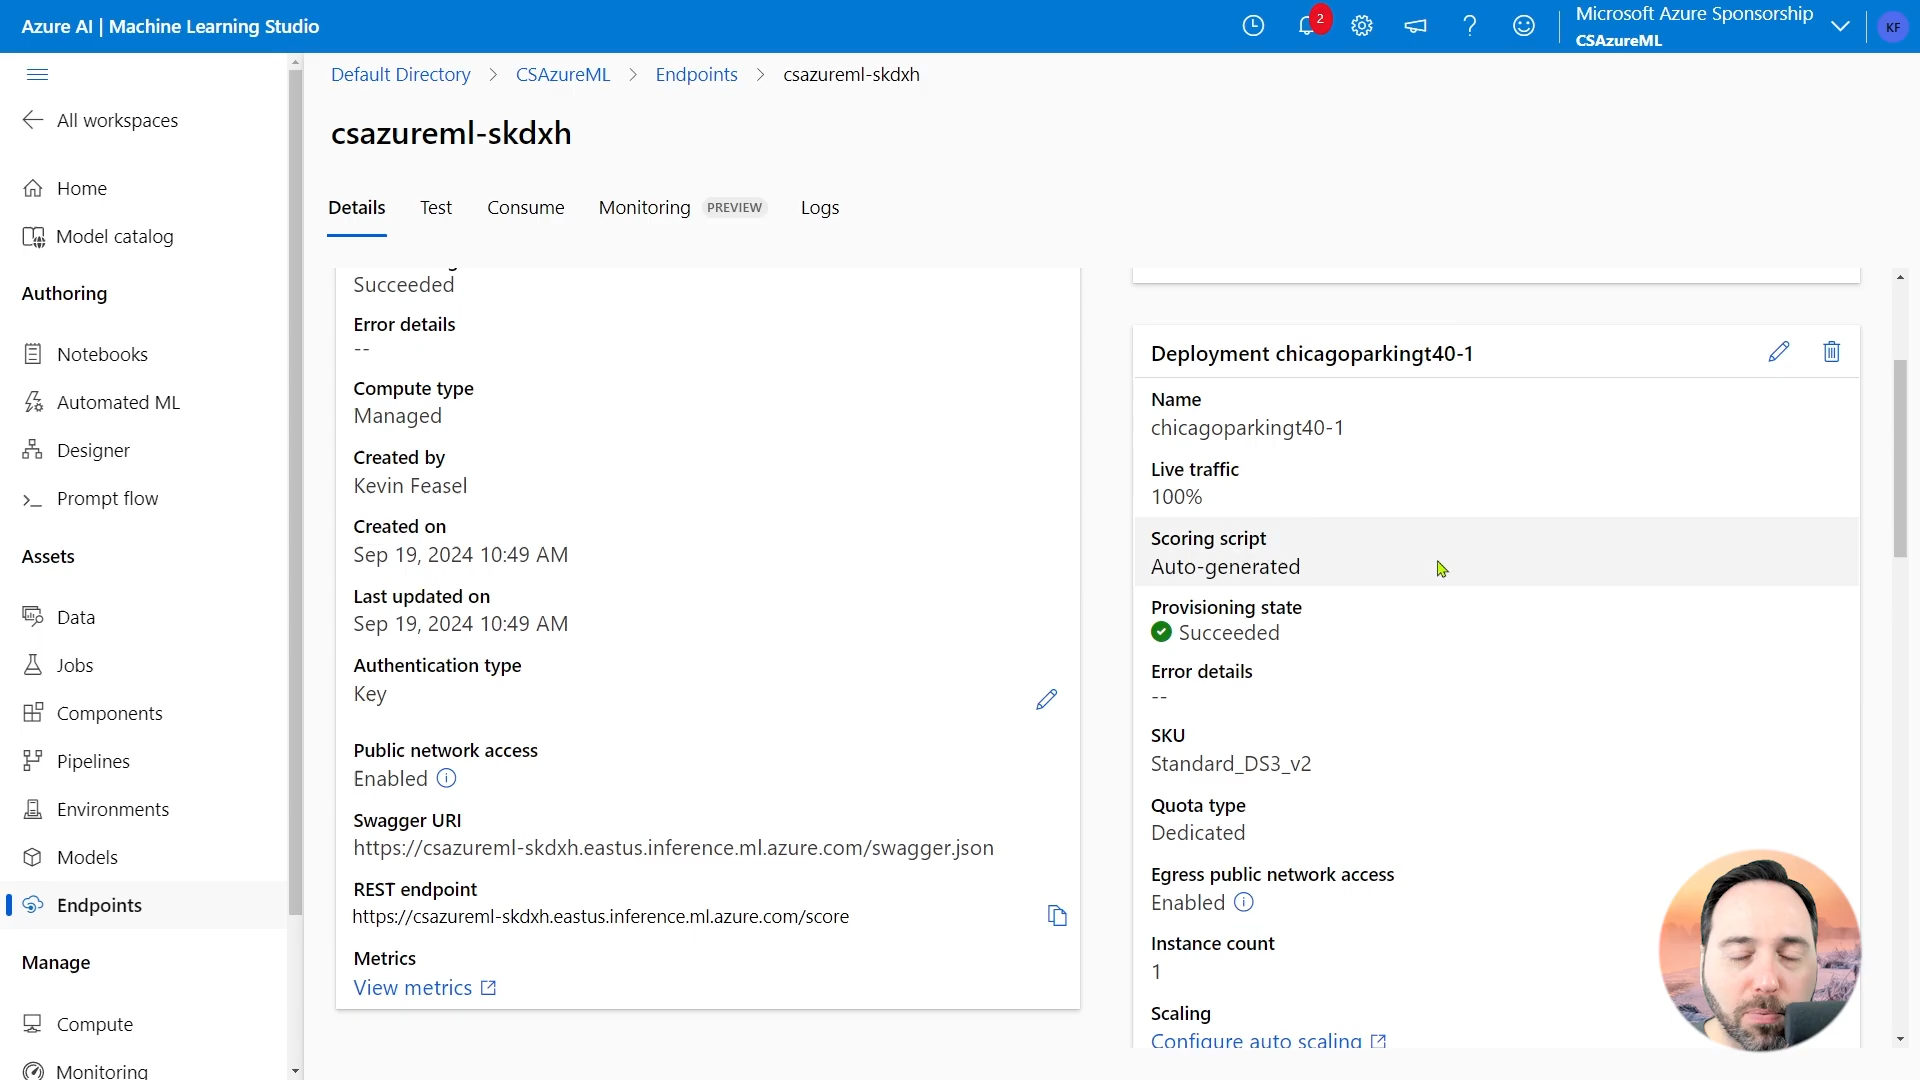 Azure AI | Machine Learning Studio
2
Microsoft Azure Sponsorship
CSAzureML
KF
All workspaces
Home
Model catalog
Authoring
Notebooks
Automated ML
Designer
Prompt flow
Assets
Data
Jobs
Components
Pipelines
Environments
Models
Endpoints
Manage
Compute
Monitoring
Default Directory > CSAzureML > Endpoints > csazureml-skdxh
csazureml-skdxh
Details Test Consume Monitoring PREVIEW Logs
Succeeded
Error details
--
Compute type
Managed
Created by
Kevin Feasel
Created on
Sep 19, 2024 10:49 AM
Last updated on
Sep 19, 2024 10:49 AM
Authentication type
Key
Public network access
Enabled
Swagger URI
https://csazureml-skdxh.eastus.inference.ml.azure.com/swagger.json
REST endpoint
https://csazureml-skdxh.eastus.inference.ml.azure.com/score
Metrics
View metrics
Deployment chicagoparkingt40-1
Name
chicagoparkingt40-1
Live traffic
100%
Scoring script
Auto-generated
Provisioning state
Succeeded
Error details
--
SKU
Standard_DS3_v2
Quota type
Dedicated
Egress public network access
Enabled
Instance count
1
Scaling
Configure auto scaling